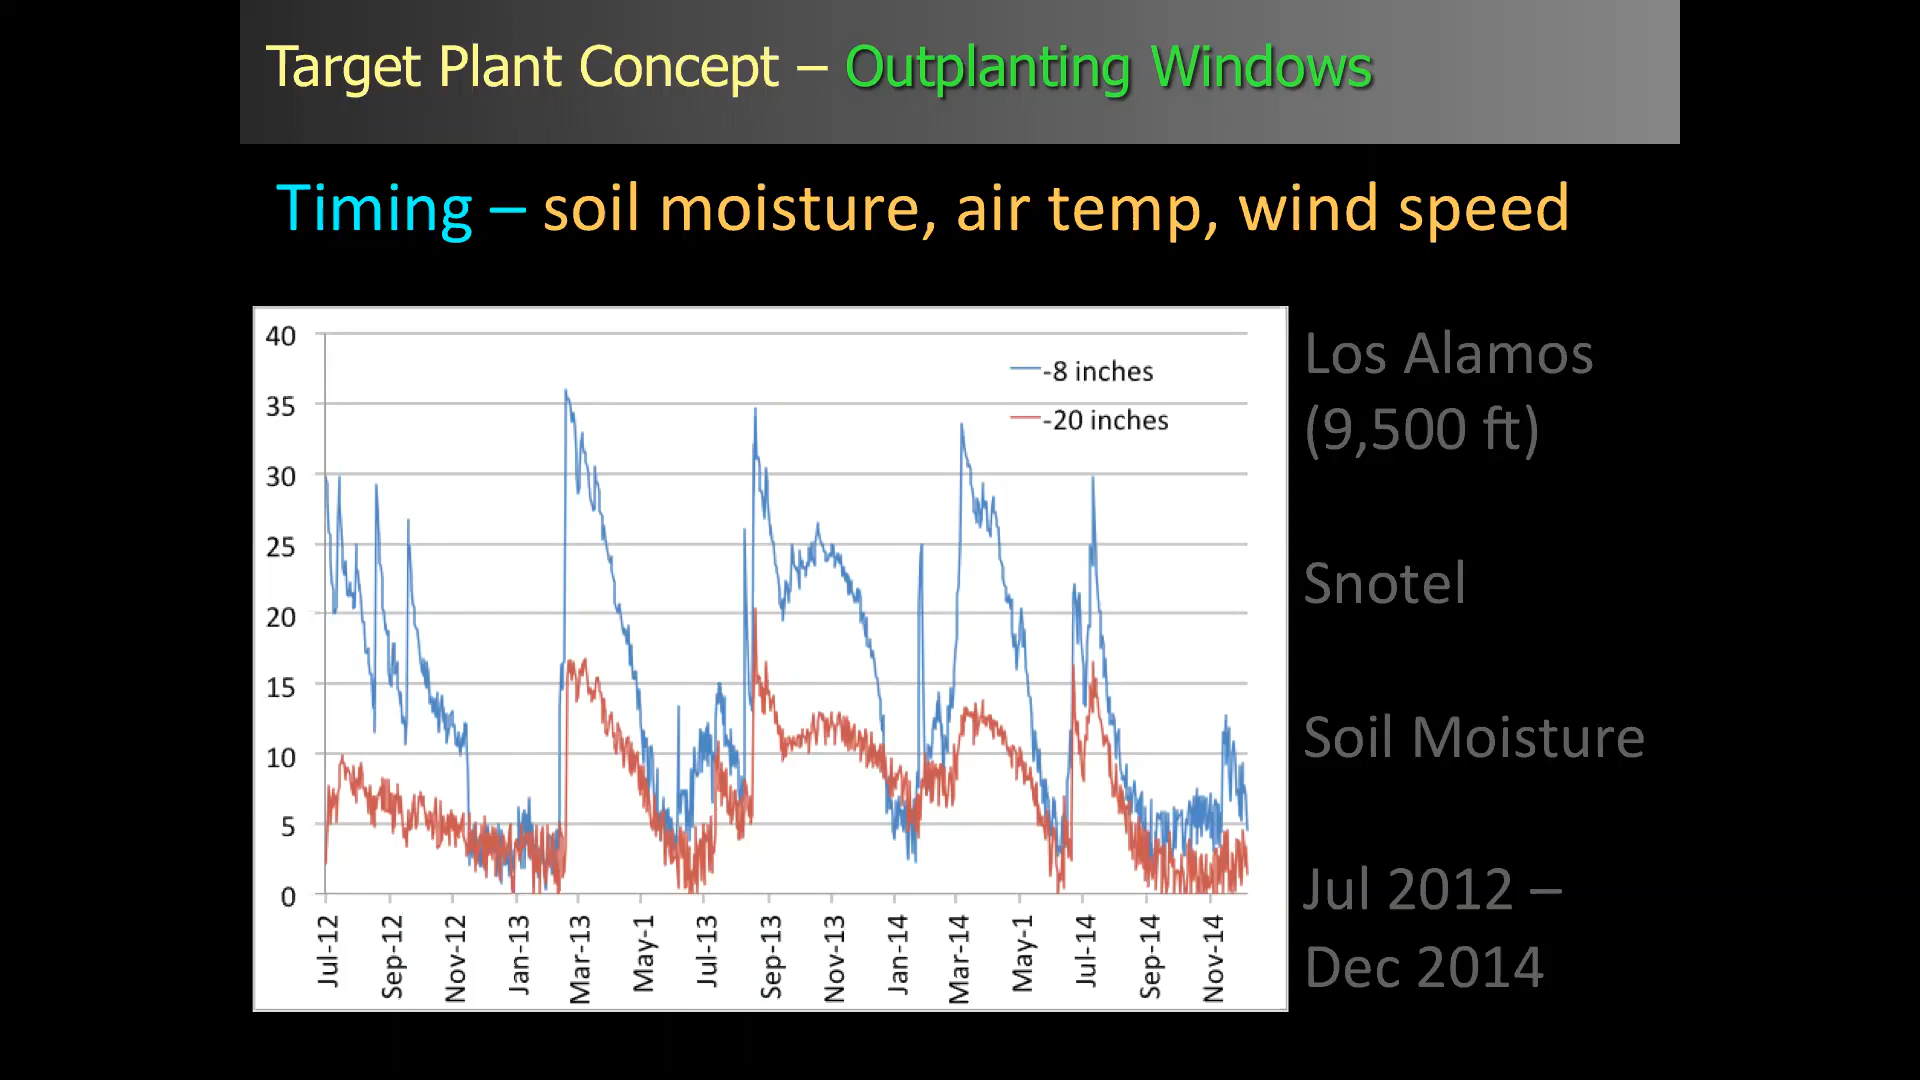 Target Plant Concept – Outplanting Windows
Timing – soil moisture, air temp, wind speed
40
35
30
25
20
15
10
5
0
-8 inches
-20 inches
Jul-12
Sep-12
Nov-12
Jan-13
Mar-13
May-1
Jul-13
Sep-13
Nov-13
Jan-14
Mar-14
May-1
Jul-14
Sep-14
Nov-14
Los Alamos
(9,500 ft)
Snotel
Soil Moisture
Jul 2012 –
Dec 2014